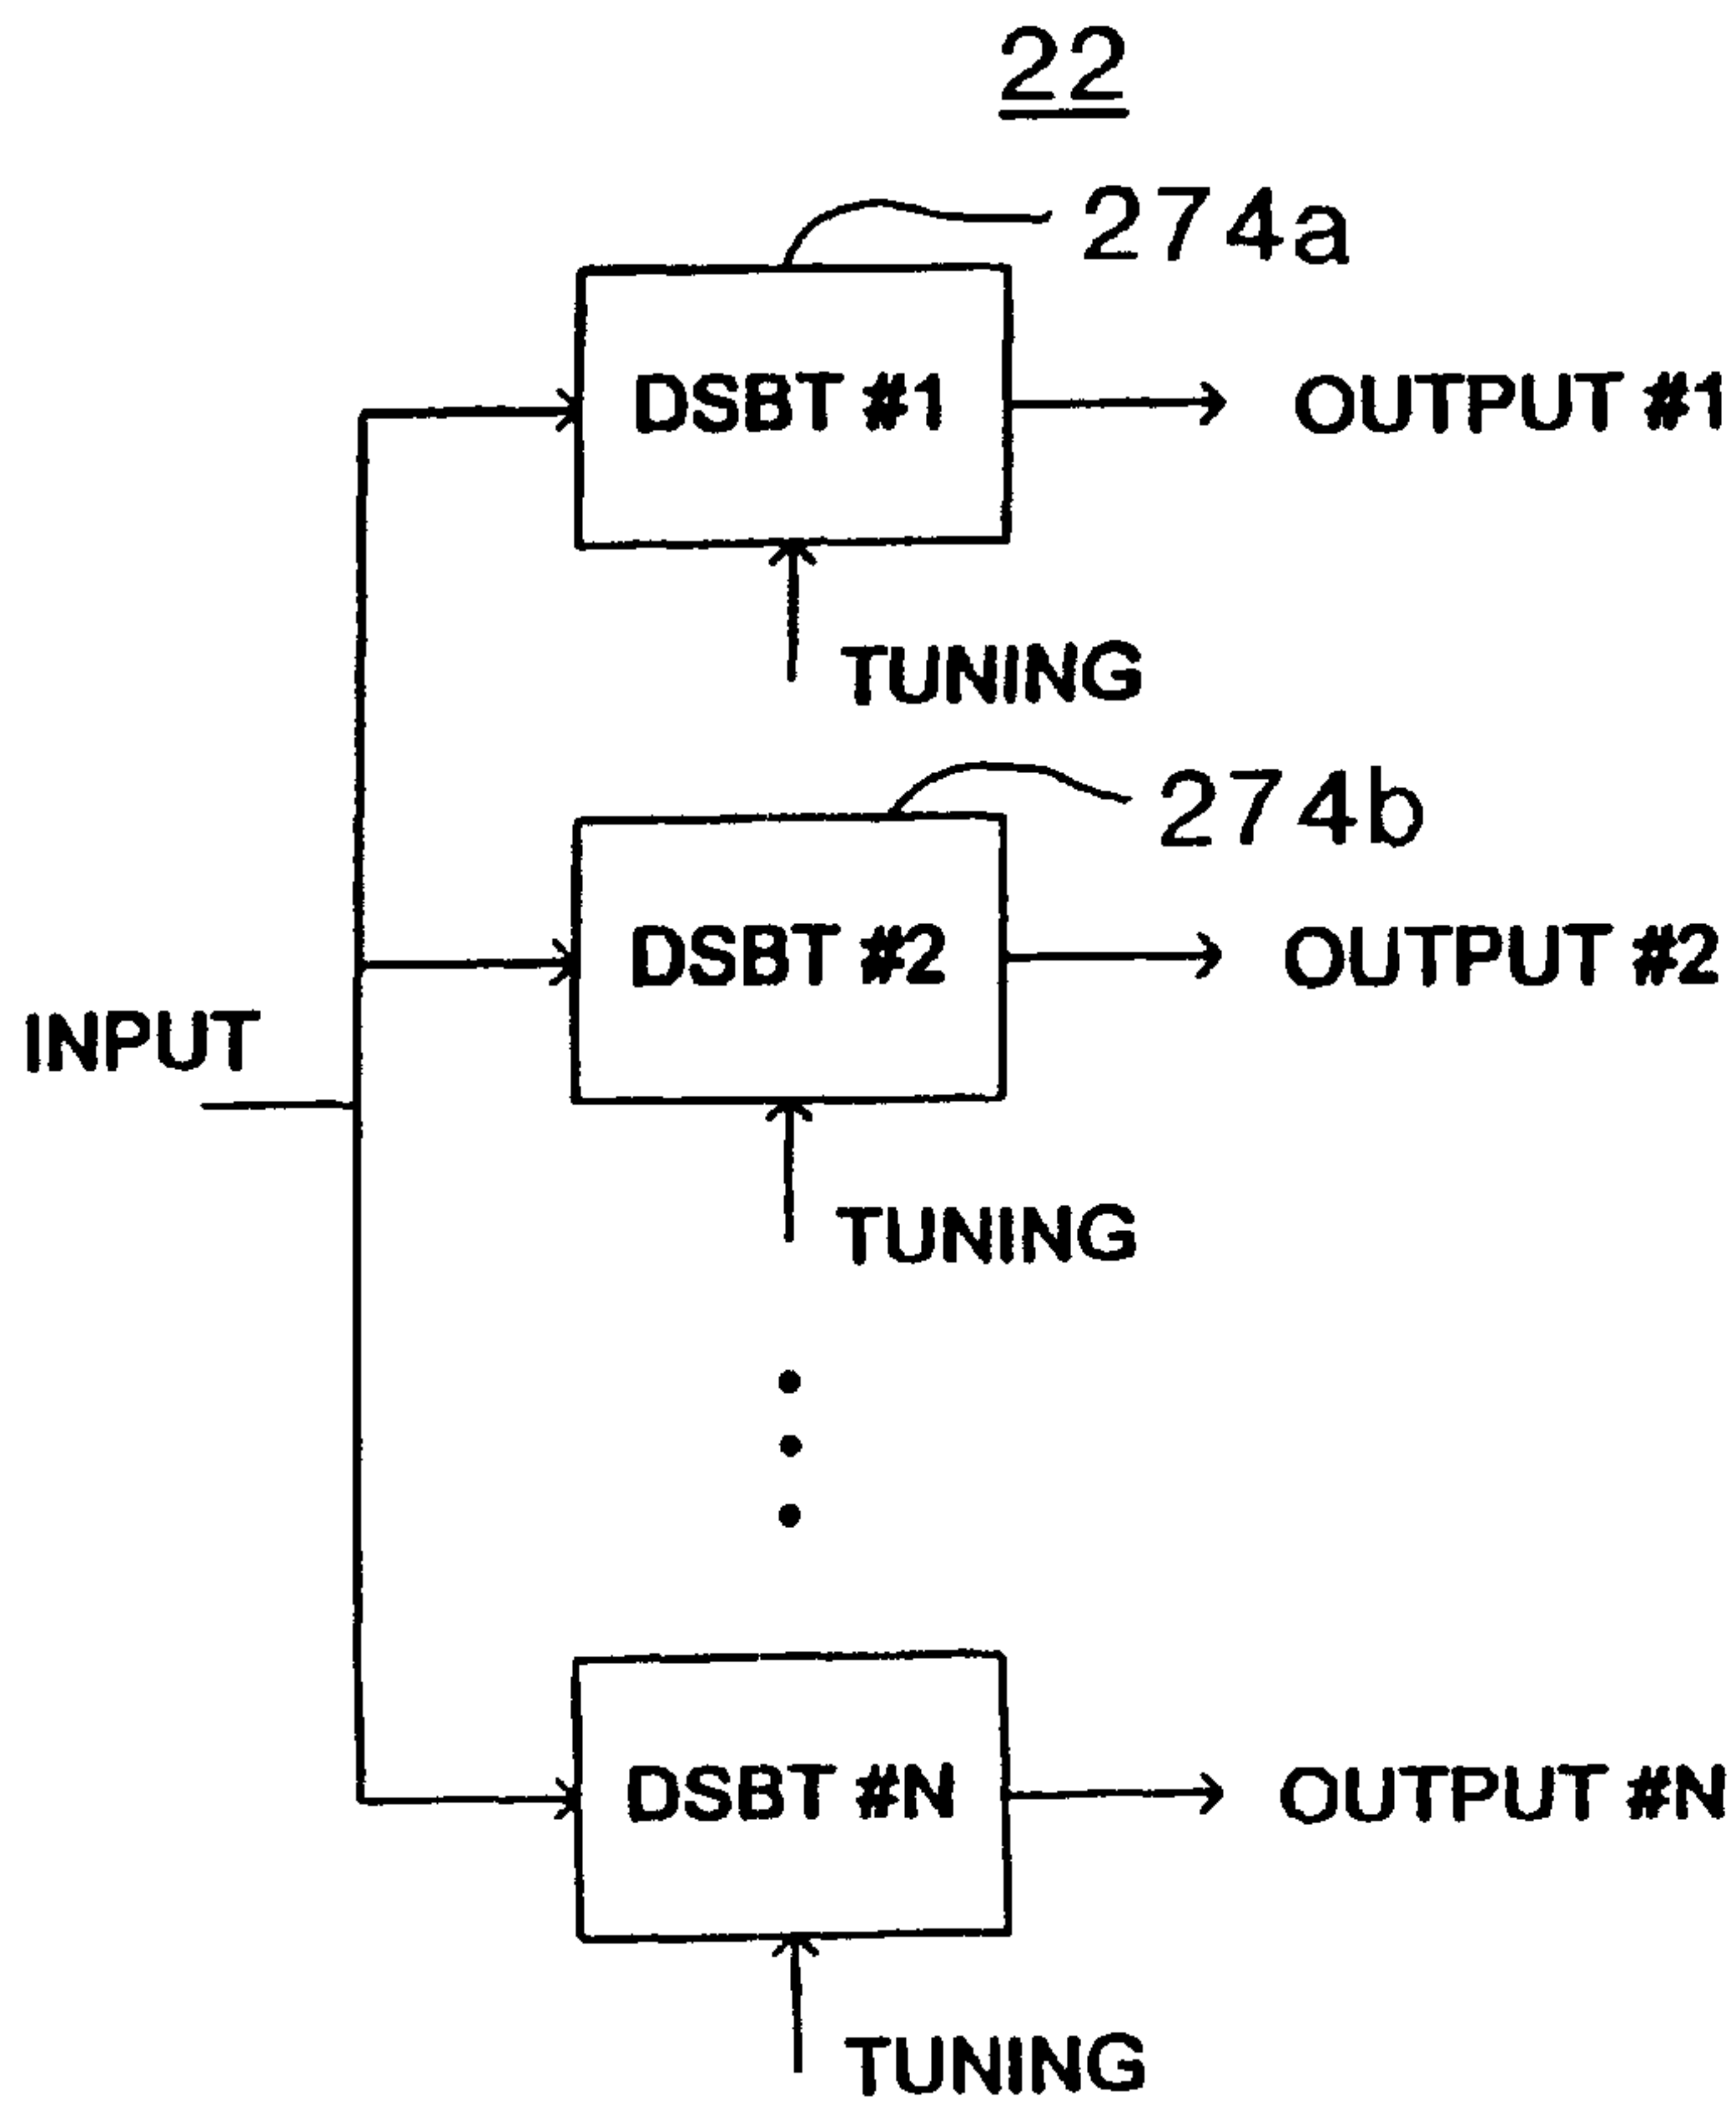 22
274a
DSBT #1
OUTPUT #1
TUNING
274b
DSBT #2
OUTPUT #2
INPUT
TUNING
DSBT #N
OUTPUT #N
TUNING